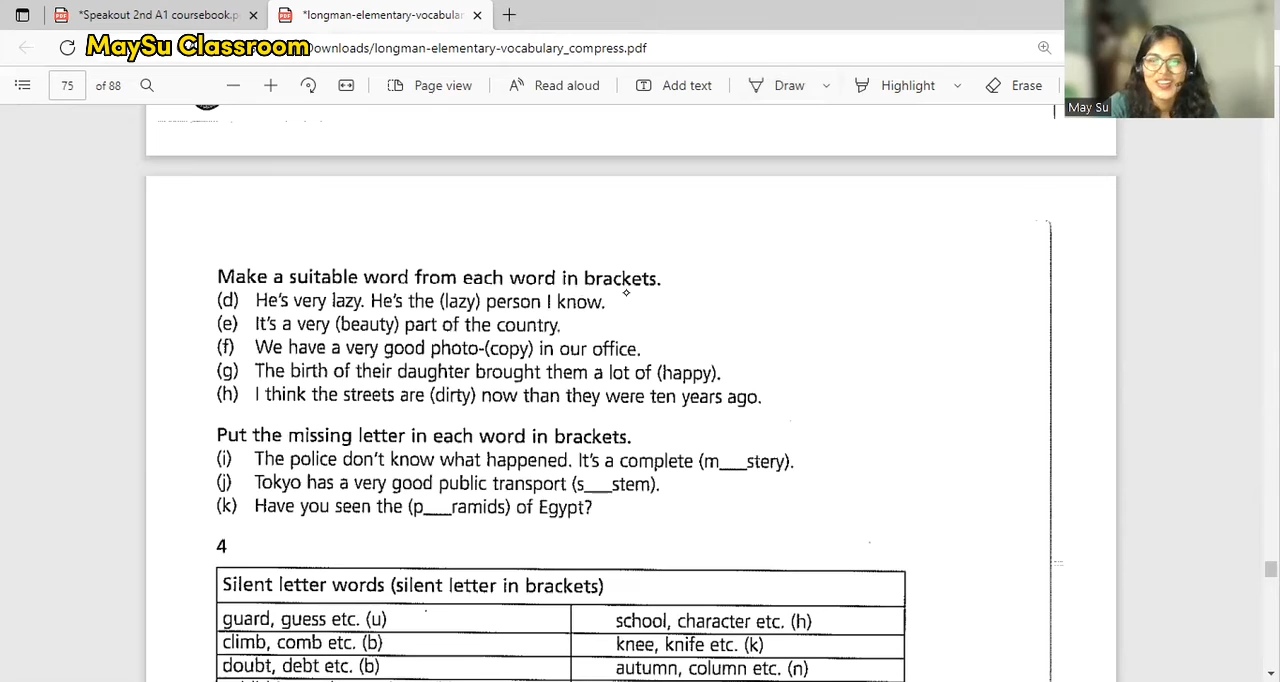 *Speakout 2nd A1 coursebook.p
*longman-elementary-vocabular
MaySu Classroom
Downloads/longman-elementary-vocabulary_compress.pdf
75 of 88
Page view
Read aloud
Add text
Draw
Highlight
Erase
May Su
Make a suitable word from each word in brackets.
(d) He's very lazy. He's the (lazy) person I know.
(e) It's a very (beauty) part of the country.
(f) We have a very good photo-(copy) in our office.
(g) The birth of their daughter brought them a lot of (happy).
(h) I think the streets are (dirty) now than they were ten years ago.
Put the missing letter in each word in brackets.
(i) The police don't know what happened. It's a complete (m___stery).
(j) Tokyo has a very good public transport (s___stem).
(k) Have you seen the (p___ramids) of Egypt?
4
Silent letter words (silent letter in brackets)
guard, guess etc. (u)
school, character etc. (h)
climb, comb etc. (b)
knee, knife etc. (k)
doubt, debt etc. (b)
autumn, column etc. (n)